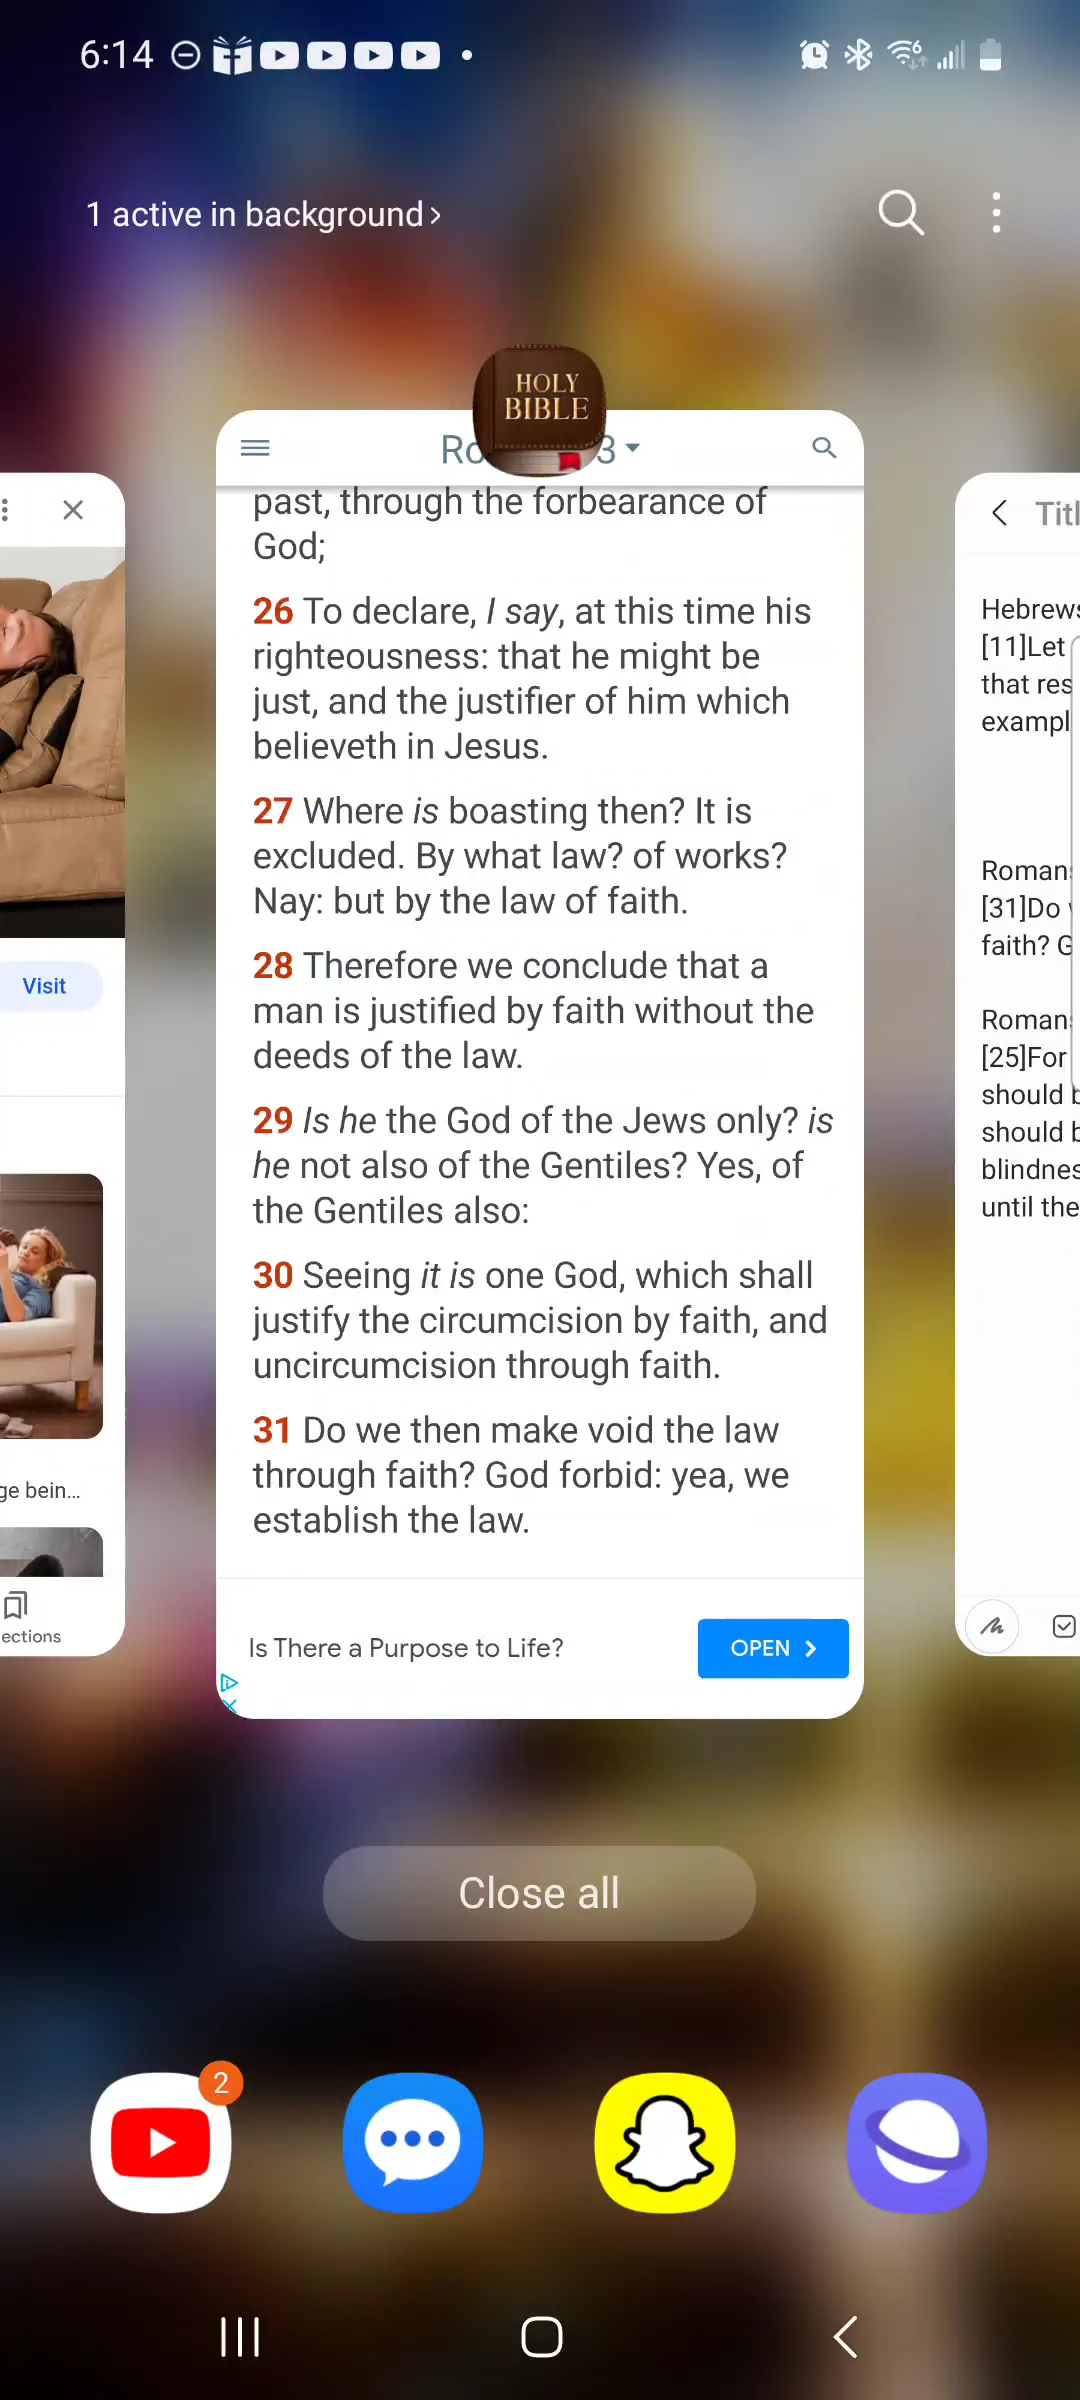 6:14
1 active in background
HOLY
BIBLE
Ro 3
past, through the forbearance of
God;
26 To declare, I say, at this time his
righteousness: that he might be
just, and the justifier of him which
believeth in Jesus.
27 Where is boasting then? It is
excluded. By what law? of works?
Nay: but by the law of faith.
28 Therefore we conclude that a
man is justified by faith without the
deeds of the law.
29 Is he the God of the Jews only? is
he not also of the Gentiles? Yes, of
the Gentiles also:
30 Seeing it is one God, which shall
justify the circumcision by faith, and
uncircumcision through faith.
31 Do we then make void the law
through faith? God forbid: yea, we
establish the law.
Is There a Purpose to Life?
OPEN
Visit
ge bein...
ections
Titl
Hebrews
[11]Let
that res
exampl
Romans
[31]Do
faith? G
Romans
[25]For
should b
should b
blindnes
until the
Close all
2